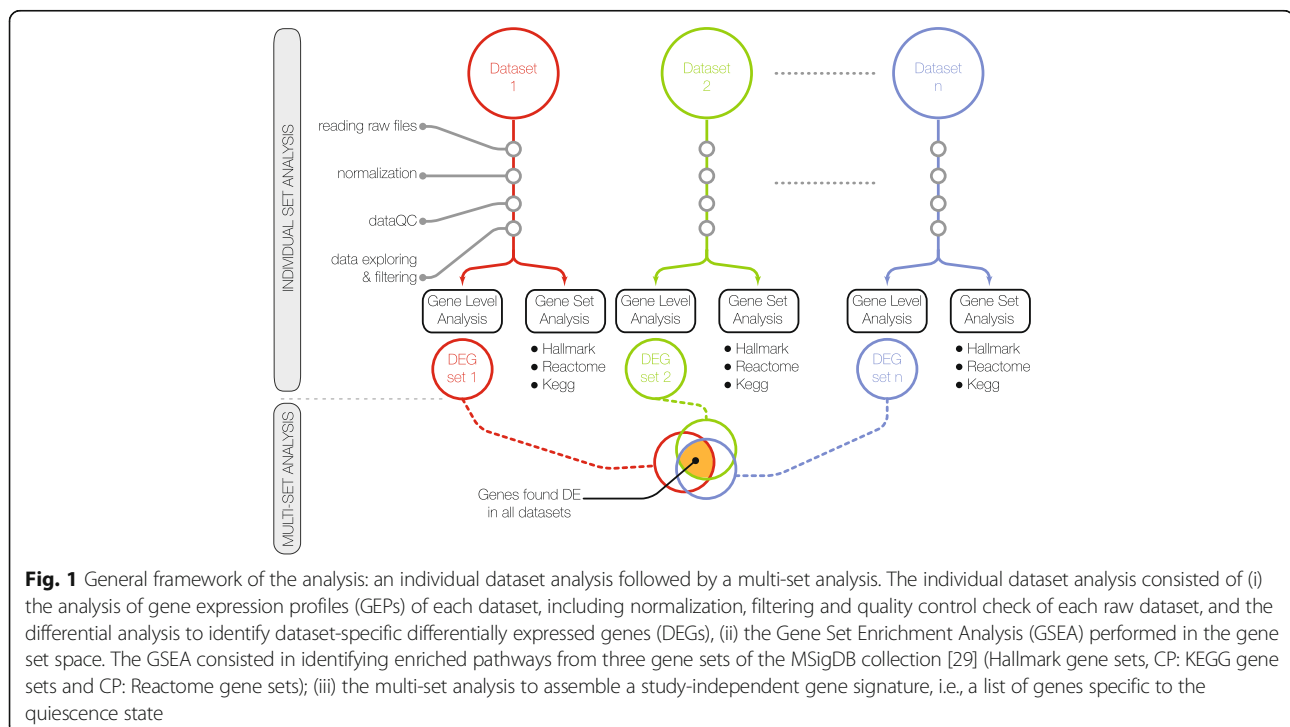 INDIVIDUAL SET ANALYSIS
Dataset
1
Dataset
2
Dataset
n
reading raw files
normalization
dataQC
data exploring
& filtering
Gene Level
Analysis
Gene Set
Analysis
Gene Level
Analysis
Gene Set
Analysis
Gene Level
Analysis
Gene Set
Analysis
DEG
set 1
• Hallmark
• Reactome
• Kegg
DEG
set 2
• Hallmark
• Reactome
• Kegg
DEG
set n
• Hallmark
• Reactome
• Kegg
MULTI-SET ANALYSIS
Genes found DE
in all datasets
Fig. 1 General framework of the analysis: an individual dataset analysis followed by a multi-set analysis. The individual dataset analysis consisted of (i)
the analysis of gene expression profiles (GEPs) of each dataset, including normalization, filtering and quality control check of each raw dataset, and the
differential analysis to identify dataset-specific differentially expressed genes (DEGs), (ii) the Gene Set Enrichment Analysis (GSEA) performed in the gene
set space. The GSEA consisted in identifying enriched pathways from three gene sets of the MSigDB collection [29] (Hallmark gene sets, CP: KEGG gene
sets and CP: Reactome gene sets); (iii) the multi-set analysis to assemble a study-independent gene signature, i.e., a list of genes specific to the
quiescence state